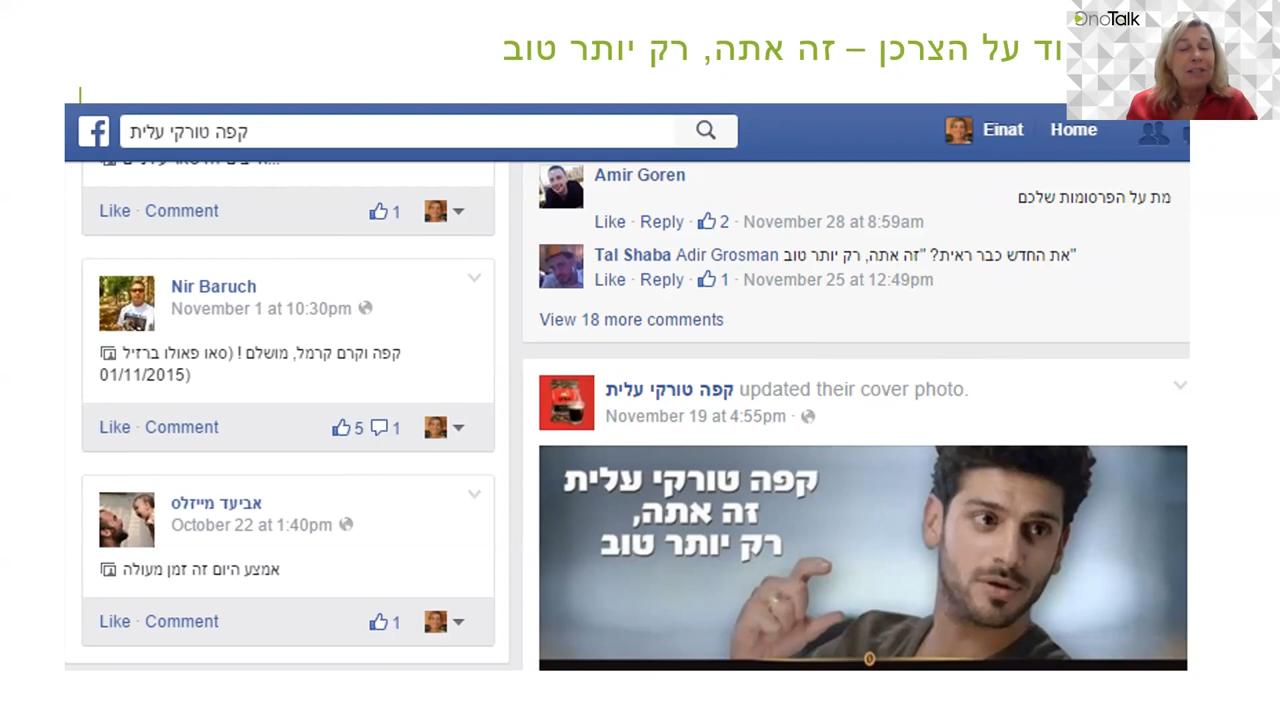 OnoTalk
על הצרכן – זה אתה, רק יותר טוב
קפה טורקי עלית
Einat Home
Like · Comment 1
Nir Baruch
November 1 at 10:30pm
קפה וקרם קרמל, מושלם ! (סאו פאולו ברזיל
01/11/2015)
Like · Comment 5 1
אביעד מייזלס
October 22 at 1:40pm
אמצע היום זה זמן מעולה
Like · Comment 1
Amir Goren
מת על הפרסומות שלכם
Like · Reply · 2 · November 28 at 8:59am
Tal Shaba Adir Grosman את החדש כבר ראית? "זה אתה, רק יותר טוב"
Like · Reply · 1 · November 25 at 12:49pm
View 18 more comments
קפה טורקי עלית updated their cover photo.
November 19 at 4:55pm ·
קפה טורקי עלית
זה אתה,
רק יותר טוב